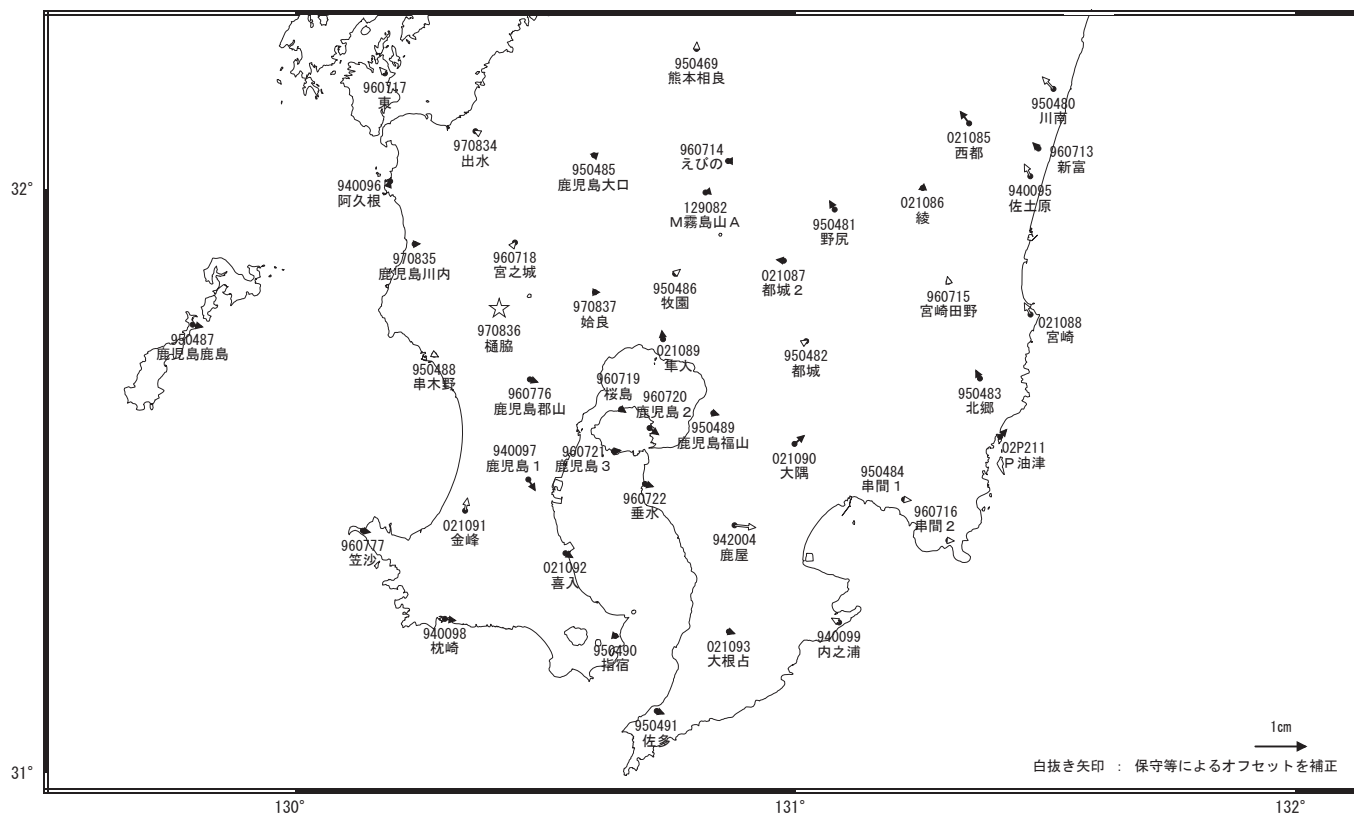 950469
熊本相良
960717
東
950480
川南
021085
西都
960713
新富
970834
出水
950485
鹿児島大口
960714
えびの
940096
阿久根
32°
129082
M霧島山A
021086
綾
940095
佐土原
950481
野尻
970835
鹿児島川内
960718
宮之城
021087
都城2
950486
牧園
960715
宮崎田野
970837
姶良
021088
宮崎
950487
鹿児島鹿島
970836
樋脇
021089
隼人
950482
都城
950488
串木野
960776
鹿児島郡山
960719
桜島
960720
鹿児島2
950483
北郷
950489
鹿児島福山
940097
鹿児島1
960721
鹿児島3
021090
大隅
02P211
P油津
950484
串間1
960722
垂水
960716
串間2
021091
金峰
942004
鹿屋
960777
笠沙
021092
喜入
940098
枕崎
950490
指宿
021093
大根占
940099
内之浦
950491
佐多
1cm
白抜き矢印 : 保守等によるオフセットを補正
31°
130°
131°
132°